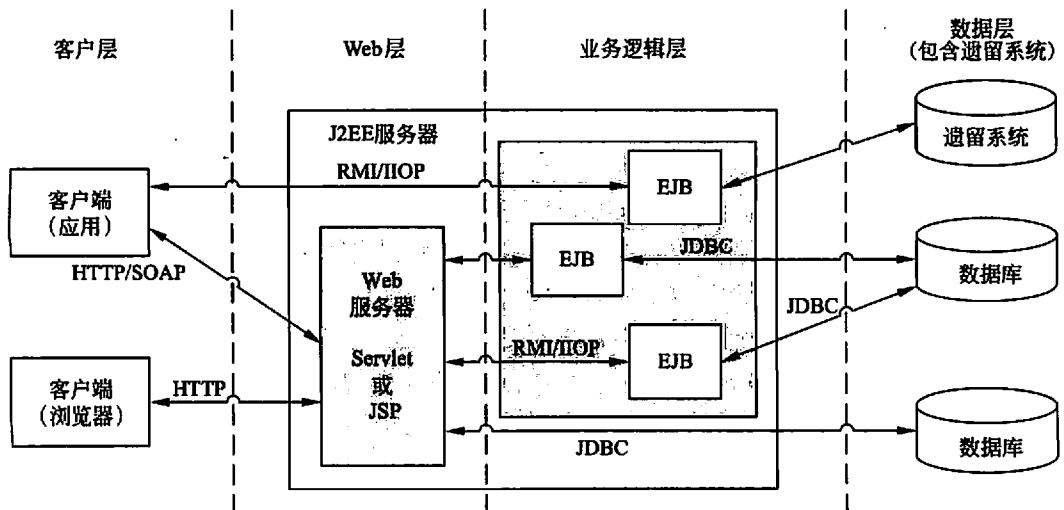 客户层
Web层
业务逻辑层
数据层
（包含遗留系统）
J2EE服务器
遗留系统
RMI/IIOP
EJB
客户端
（应用）
EJB
JDBC
HTTP/SOAP
Web
服务器
数据库
JDBC
Servlet
或
JSP
RMI/IIOP
EJB
客户端
（浏览器）
HTTP
JDBC
数据库